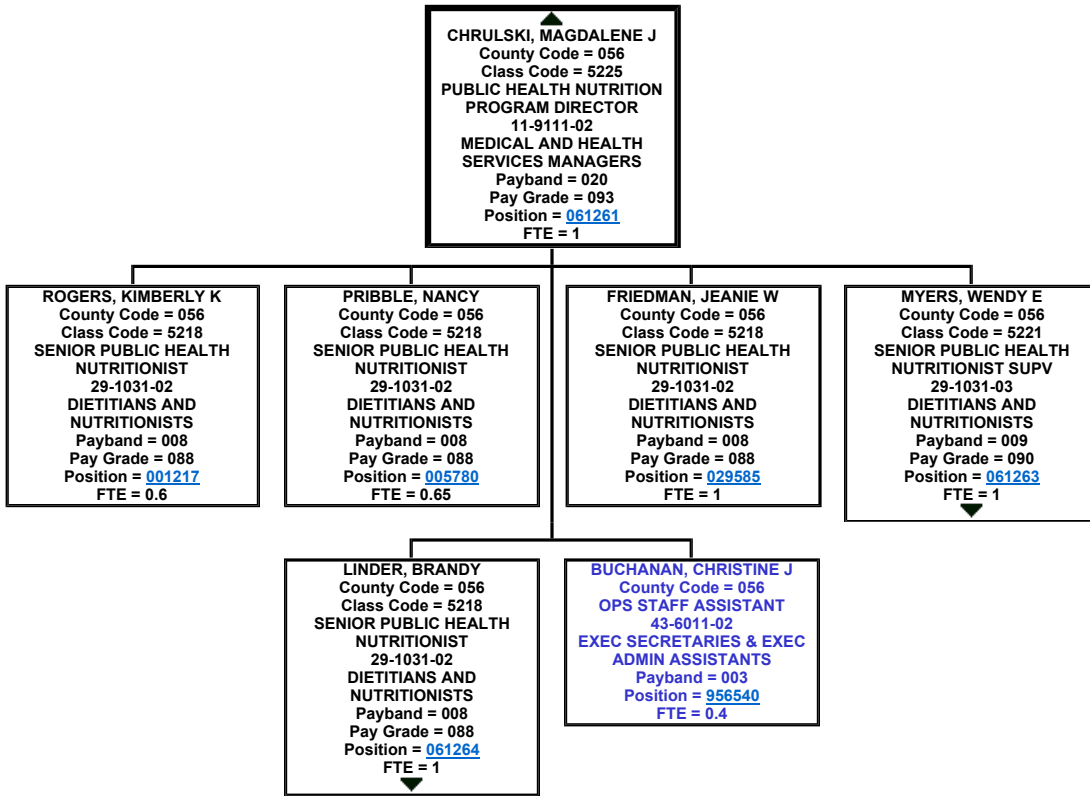 CHRULSKI, MAGDALENE J
County Code = 056
Class Code = 5225
PUBLIC HEALTH NUTRITION
PROGRAM DIRECTOR
11-9111-02
MEDICAL AND HEALTH
SERVICES MANAGERS
Payband = 020
Pay Grade = 093
Position = 061261
FTE = 1
ROGERS, KIMBERLY K
County Code = 056
Class Code = 5218
SENIOR PUBLIC HEALTH
NUTRITIONIST
29-1031-02
DIETITIANS AND
NUTRITIONISTS
Payband = 008
Pay Grade = 088
Position = 001217
FTE = 0.6
PRIBBLE, NANCY
County Code = 056
Class Code = 5218
SENIOR PUBLIC HEALTH
NUTRITIONIST
29-1031-02
DIETITIANS AND
NUTRITIONISTS
Payband = 008
Pay Grade = 088
Position = 005780
FTE = 0.65
FRIEDMAN, JEANIE W
County Code = 056
Class Code = 5218
SENIOR PUBLIC HEALTH
NUTRITIONIST
29-1031-02
DIETITIANS AND
NUTRITIONISTS
Payband = 008
Pay Grade = 088
Position = 029585
FTE = 1
MYERS, WENDY E
County Code = 056
Class Code = 5221
SENIOR PUBLIC HEALTH
NUTRITIONIST SUPV
29-1031-03
DIETITIANS AND
NUTRITIONISTS
Payband = 009
Pay Grade = 090
Position = 061263
FTE = 1
LINDER, BRANDY
County Code = 056
Class Code = 5218
SENIOR PUBLIC HEALTH
NUTRITIONIST
29-1031-02
DIETITIANS AND
NUTRITIONISTS
Payband = 008
Pay Grade = 088
Position = 061264
FTE = 1
BUCHANAN, CHRISTINE J
County Code = 056
OPS STAFF ASSISTANT
43-6011-02
EXEC SECRETARIES & EXEC
ADMIN ASSISTANTS
Payband = 003
Position = 956540
FTE = 0.4